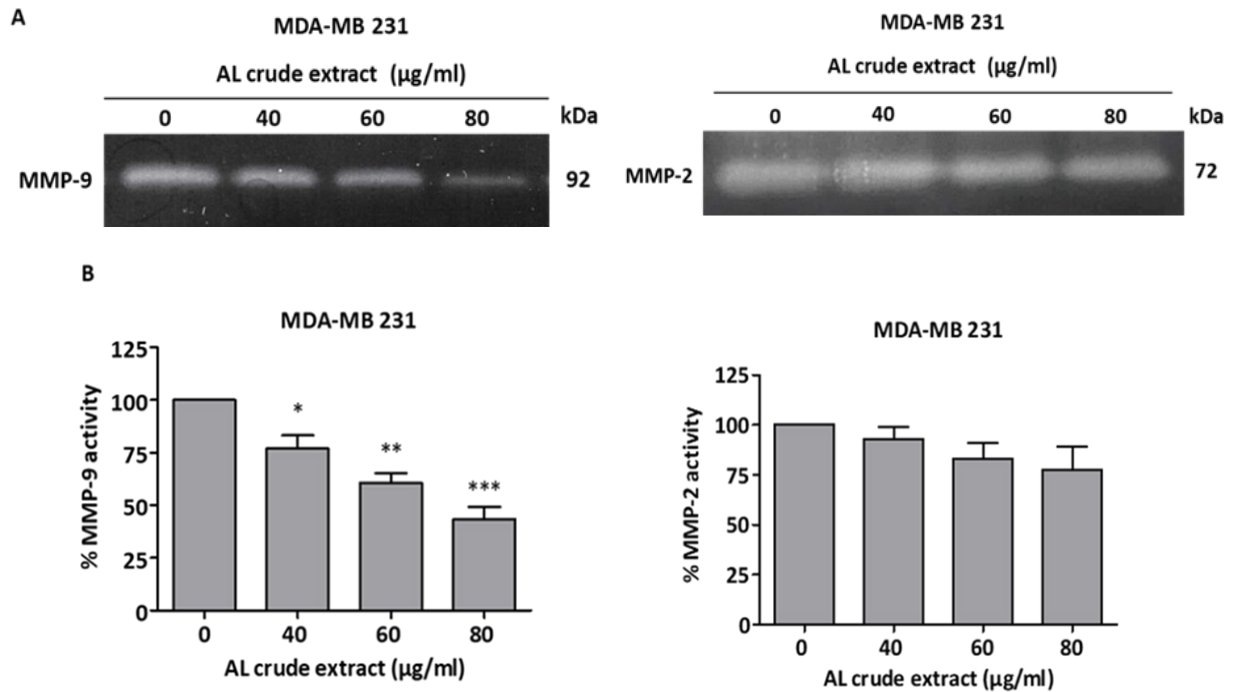 A
MDA-MB 231
AL crude extract (µg/ml)
0 40 60 80 kDa
MMP-9 92
MDA-MB 231
AL crude extract (µg/ml)
0 40 60 80 kDa
MMP-2 72
B
MDA-MB 231
% MMP-9 activity
125
100
75
50
25
0
*
**
***
0 40 60 80
AL crude extract (µg/ml)
MDA-MB 231
% MMP-2 activity
125
100
75
50
25
0
0 40 60 80
AL crude extract (µg/ml)